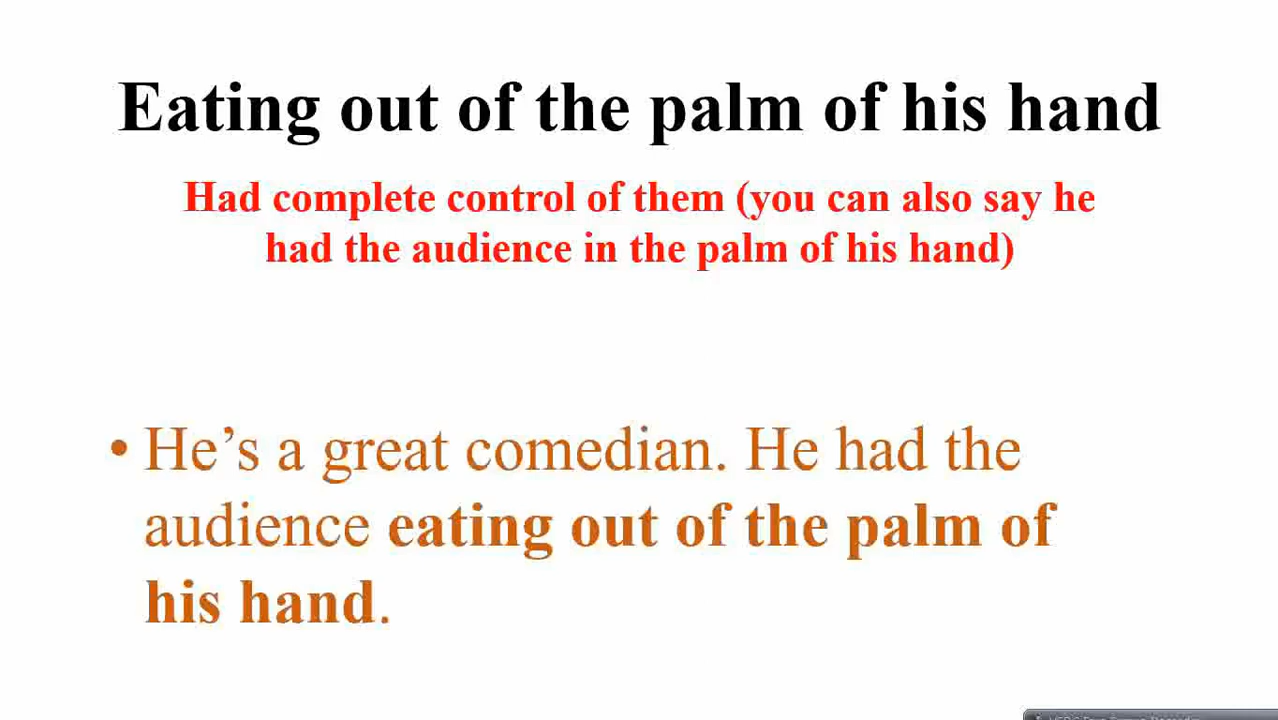 Eating out of the palm of his hand
Had complete control of them (you can also say he
had the audience in the palm of his hand)
• He’s a great comedian. He had the
audience eating out of the palm of
his hand.